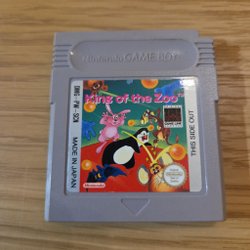 Nintendo GAME BOY
King of the Zoo
DMG-PW-SCN
MADE IN JAPAN
THIS SIDE OUT
Nintendo